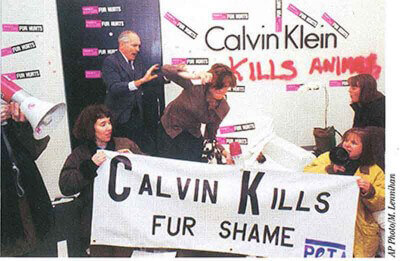 FUR HURTS
FUR HURTS
FUR HURTS
FUR HURTS
Calvin Klein
KILLS ANIMALS
FUR HURTS
FUR HURTS
CALVIN KILLS
FUR SHAME
PETA
AP Photo/M. Lennihan